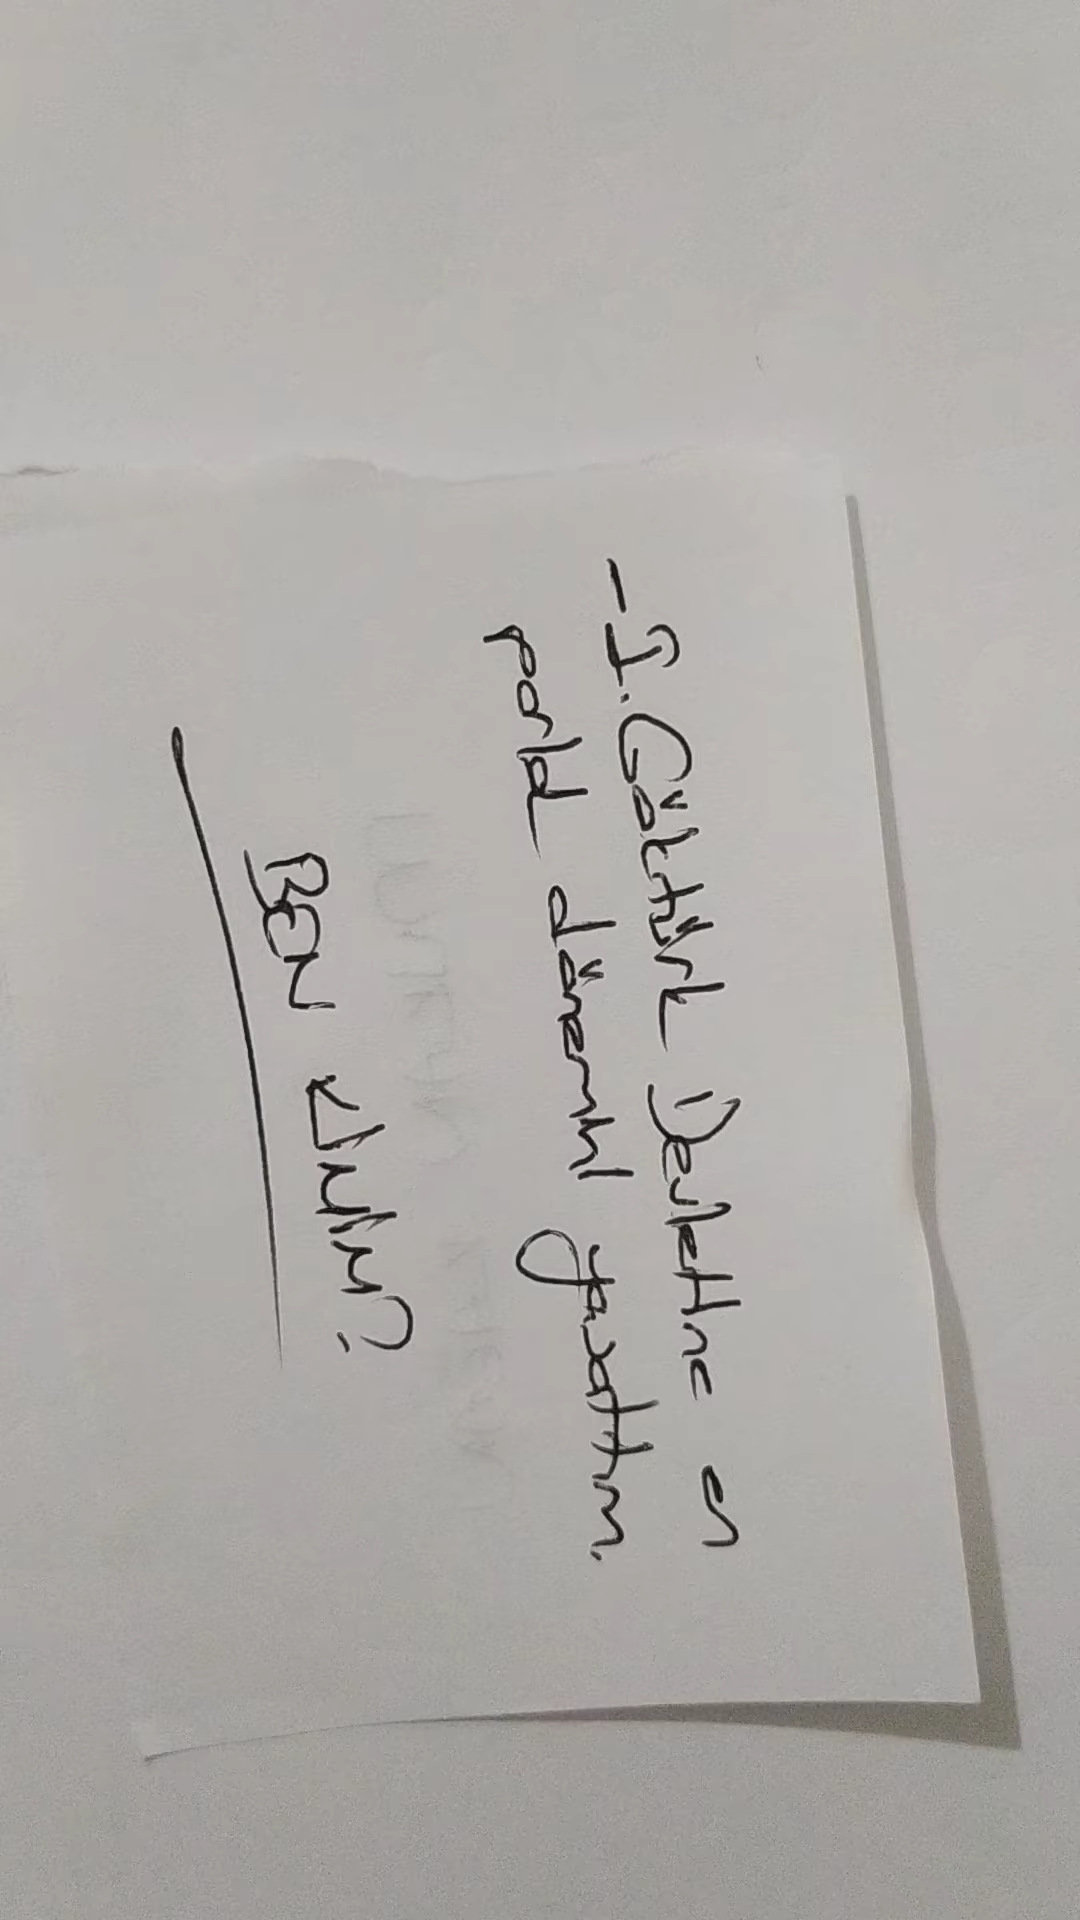 - I. Göktürk Devletine en
parlak dönemini yaşattım.
BEN KİMİM?